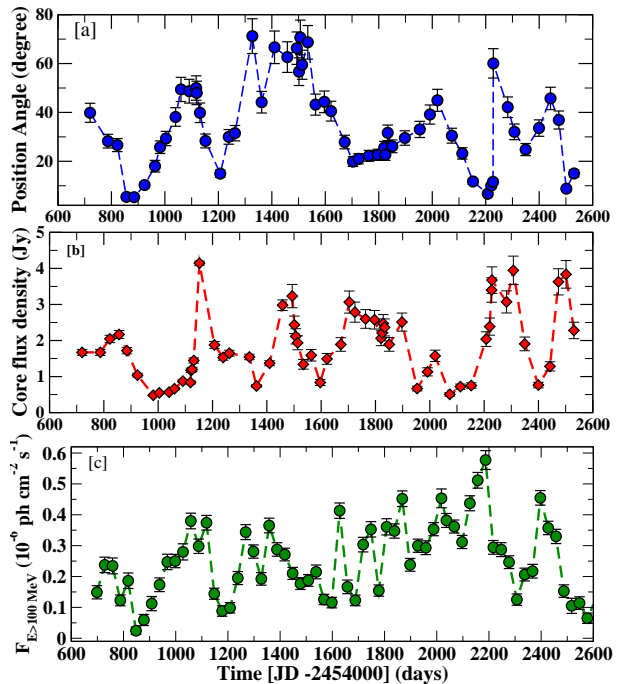 Position Angle (degree)
[a]
80
60
40
20
0
600 800 1000 1200 1400 1600 1800 2000 2200 2400 2600
Core flux density (Jy)
[b]
5
4
3
2
1
0
600 800 1000 1200 1400 1600 1800 2000 2200 2400 2600
F E>100 MeV (10⁻⁶ ph cm⁻² s⁻¹)
[c]
0.6
0.5
0.4
0.3
0.2
0.1
0
600 800 1000 1200 1400 1600 1800 2000 2200 2400 2600
Time [JD -2454000] (days)